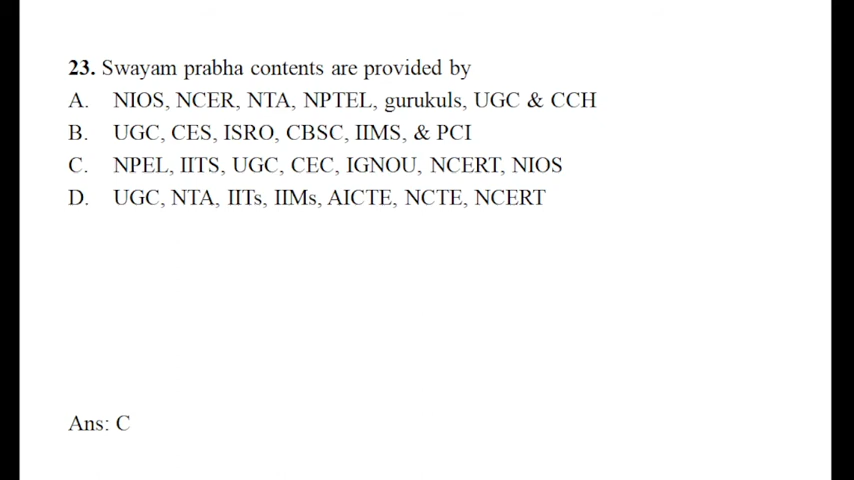 23. Swayam prabha contents are provided by
A. NIOS, NCER, NTA, NPTEL, gurukuls, UGC & CCH
B. UGC, CES, ISRO, CBSC, IIMS, & PCI
C. NPEL, IITS, UGC, CEC, IGNOU, NCERT, NIOS
D. UGC, NTA, IITs, IIMs, AICTE, NCTE, NCERT
Ans: C